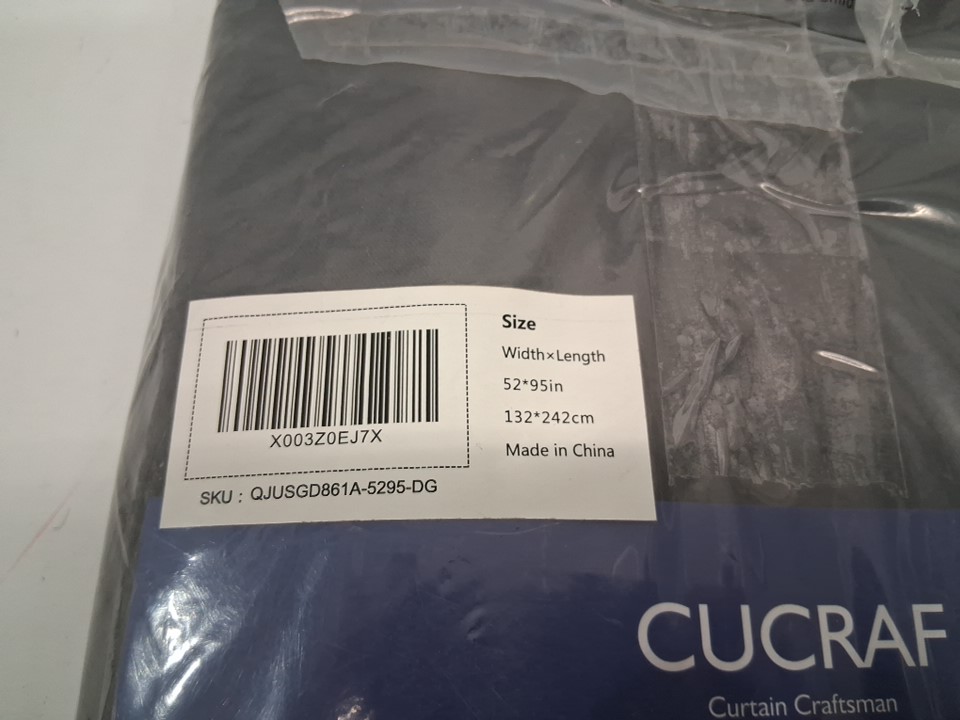 X003Z0EJ7X
SKU : QJUSGD861A-5295-DG
Size
Width×Length
52*95in
132*242cm
Made in China
CUCRAF
Curtain Craftsman